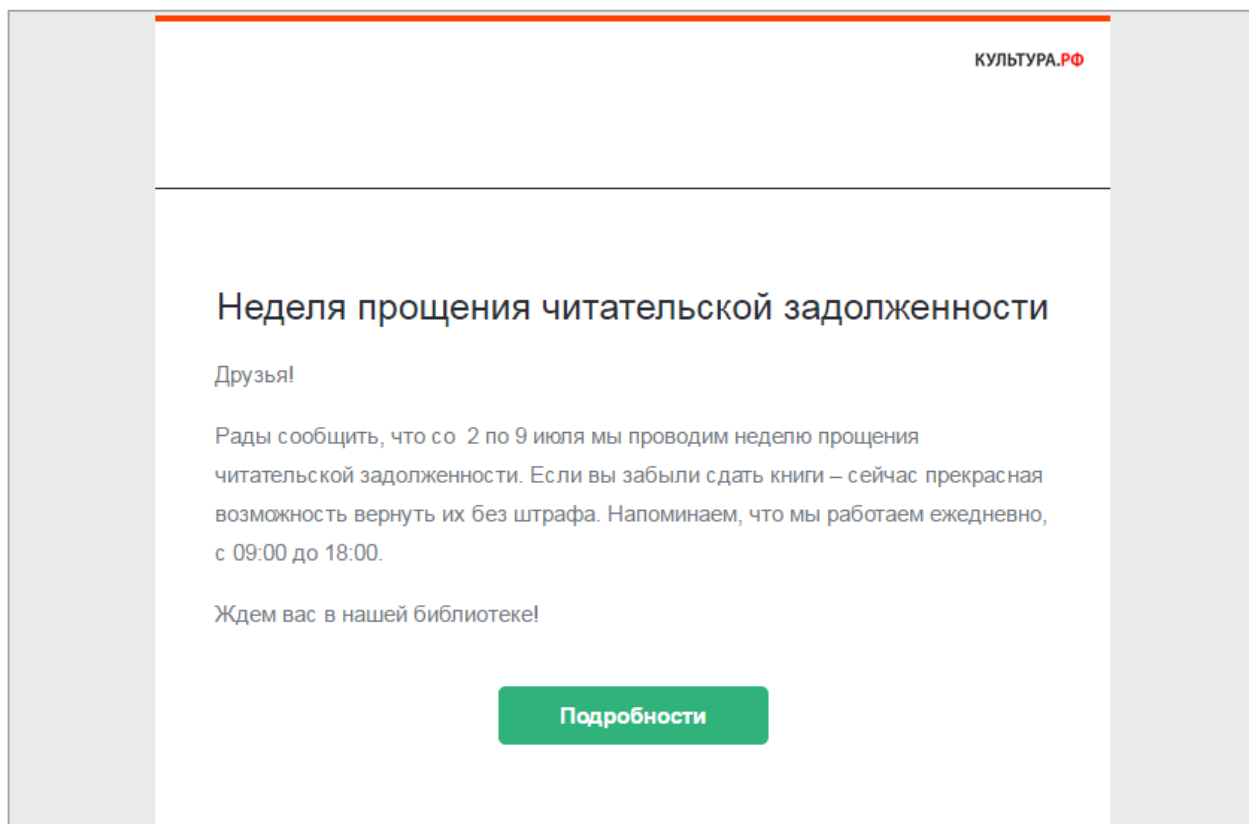 КУЛЬТУРА.РФ
Неделя прощения читательской задолженности
Друзья!
Рады сообщить, что со  2 по 9 июля мы проводим неделю прощения
читательской задолженности. Если вы забыли сдать книги – сейчас прекрасная
возможность вернуть их без штрафа. Напоминаем, что мы работаем ежедневно,
с 09:00 до 18:00.
Ждем вас в нашей библиотеке!
Подробности